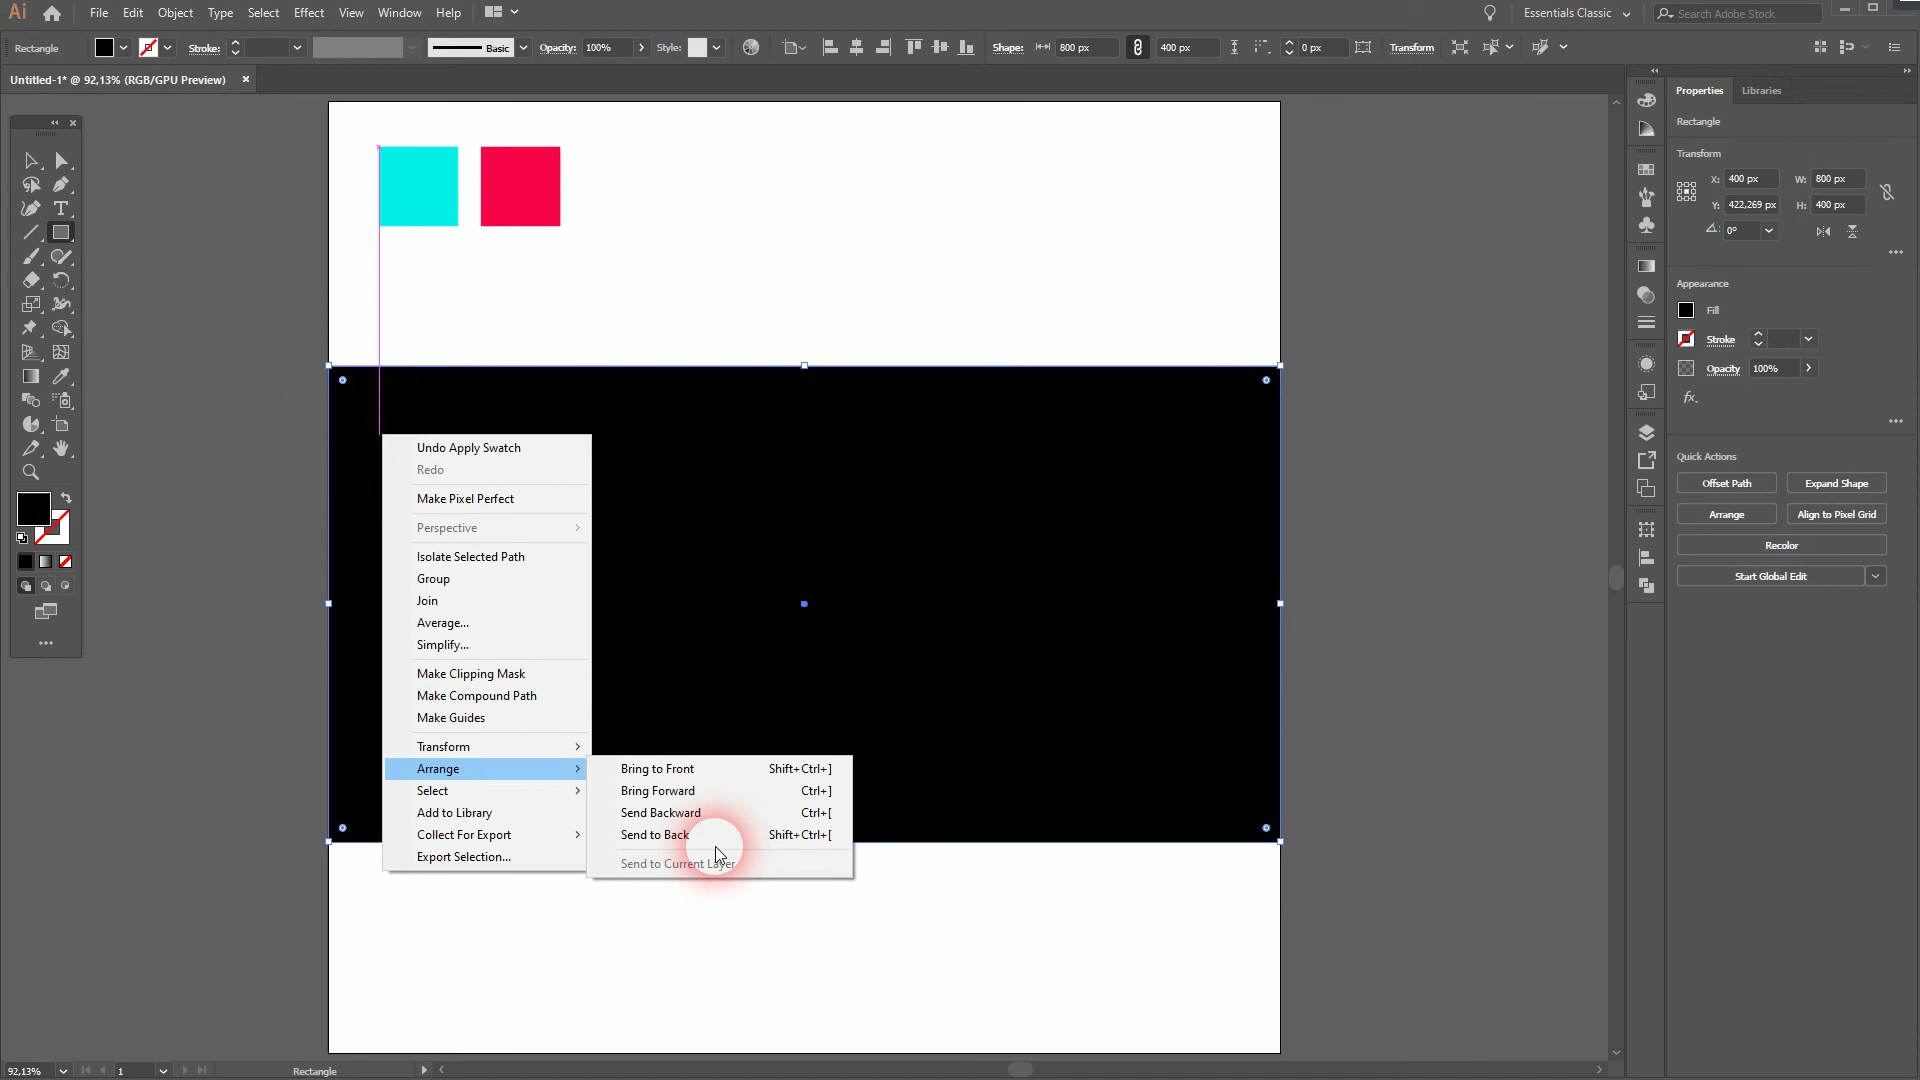 Ai File Edit Object Type Select Effect View Window Help Essentials Classic Search Adobe Stock
Rectangle Stroke: Basic Opacity: 100% Style: Shape: 800 px 400 px 0 px Transform
Untitled-1* @ 92,13% (RGB/GPU Preview)
Properties Libraries
Rectangle
Transform
X: 400 px W: 800 px
Y: 422,269 px H: 400 px
0°
Appearance
Fill
Stroke
Opacity 100%
fx.
Quick Actions
Offset Path Expand Shape
Arrange Align to Pixel Grid
Recolor
Start Global Edit
T
Undo Apply Swatch
Redo
Make Pixel Perfect
Perspective
Isolate Selected Path
Group
Join
Average...
Simplify...
Make Clipping Mask
Make Compound Path
Make Guides
Transform
Arrange
Select
Add to Library
Collect For Export
Export Selection...
Bring to Front Shift+Ctrl+]
Bring Forward Ctrl+]
Send Backward Ctrl+[
Send to Back Shift+Ctrl+[
Send to Current Layer
92,13% 1 Rectangle